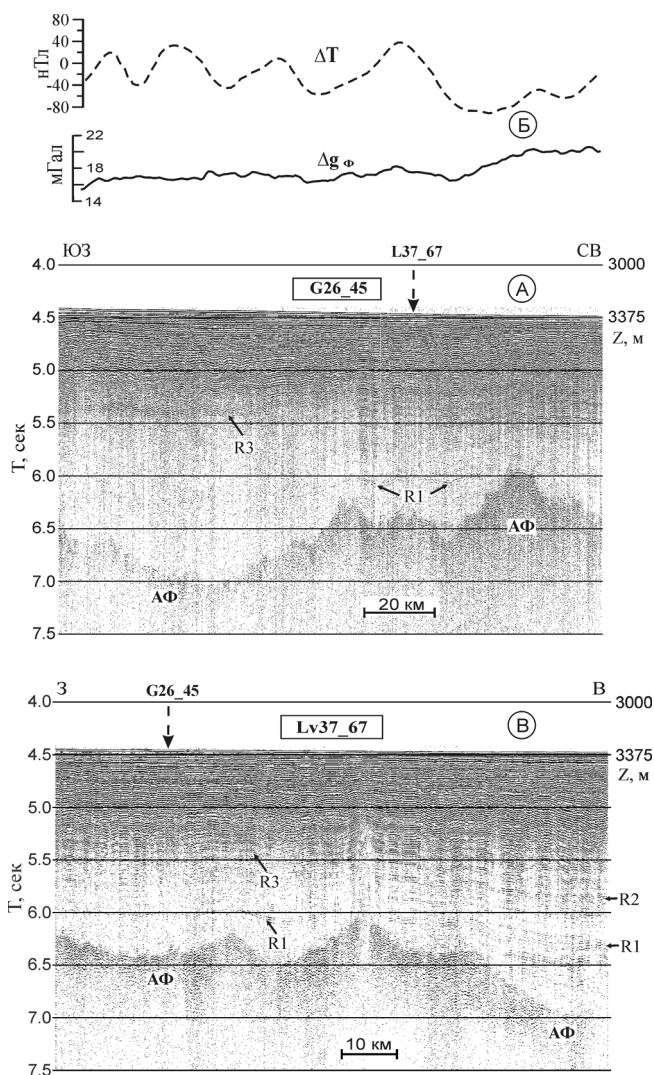 80
40
0
-40
-80
нТл
ΔT
Б
22
18
14
мГал
Δg Ф
ЮЗ
L37_67
СВ
4.0
3000
G26_45
А
4.5
3375
Z, м
5.0
5.5
R3
6.0
R1
6.5
АФ
7.0
АФ
20 км
7.5
Т, сек
З
G26_45
В
4.0
3000
Lv37_67
В
4.5
3375
Z, м
5.0
5.5
R3
R2
6.0
R1
R1
6.5
АФ
7.0
АФ
10 км
7.5
Т, сек